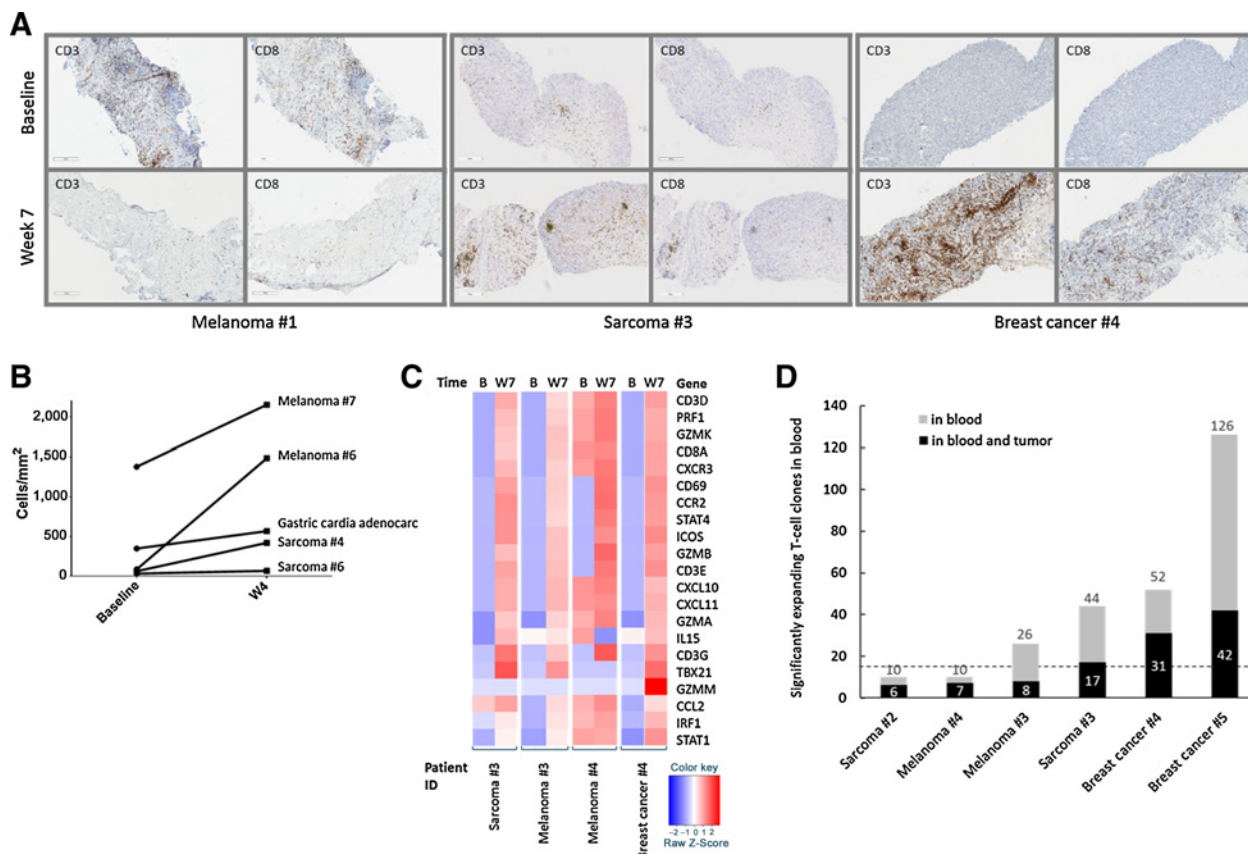 A
CD3 CD8 CD3 CD8 CD3 CD8
Baseline
CD3 CD8 CD3 CD8 CD3 CD8
Week 7
Melanoma #1 Sarcoma #3 Breast cancer #4
B
Cells/mm²
2,000
1,500
1,000
500
0
Melanoma #7
Melanoma #6
Gastric cardia adenocarc
Sarcoma #4
Sarcoma #6
Baseline W4
C
Time B W7 B W7 B W7 B W7 Gene
CD3D
PRF1
GZMK
CD8A
CXCR3
CD69
CCR2
STAT4
ICOS
GZMB
CD3E
CXCL10
CXCL11
GZMA
IL15
CD3G
TBX21
GZMM
CCL2
IRF1
STAT1
Patient
ID
Sarcoma #3
Melanoma #3
Melanoma #4
Breast cancer #4
Color key
−2 −1 0 1 2
Raw Z-Score
D
Significantly expanding T-cell clones in blood
140
120
100
80
60
40
20
0
in blood
in blood and tumor
10 10 26 44 52 126
6 7 8 17 31 42
Sarcoma #2
Melanoma #4
Melanoma #3
Sarcoma #3
Breast cancer #4
Breast cancer #5